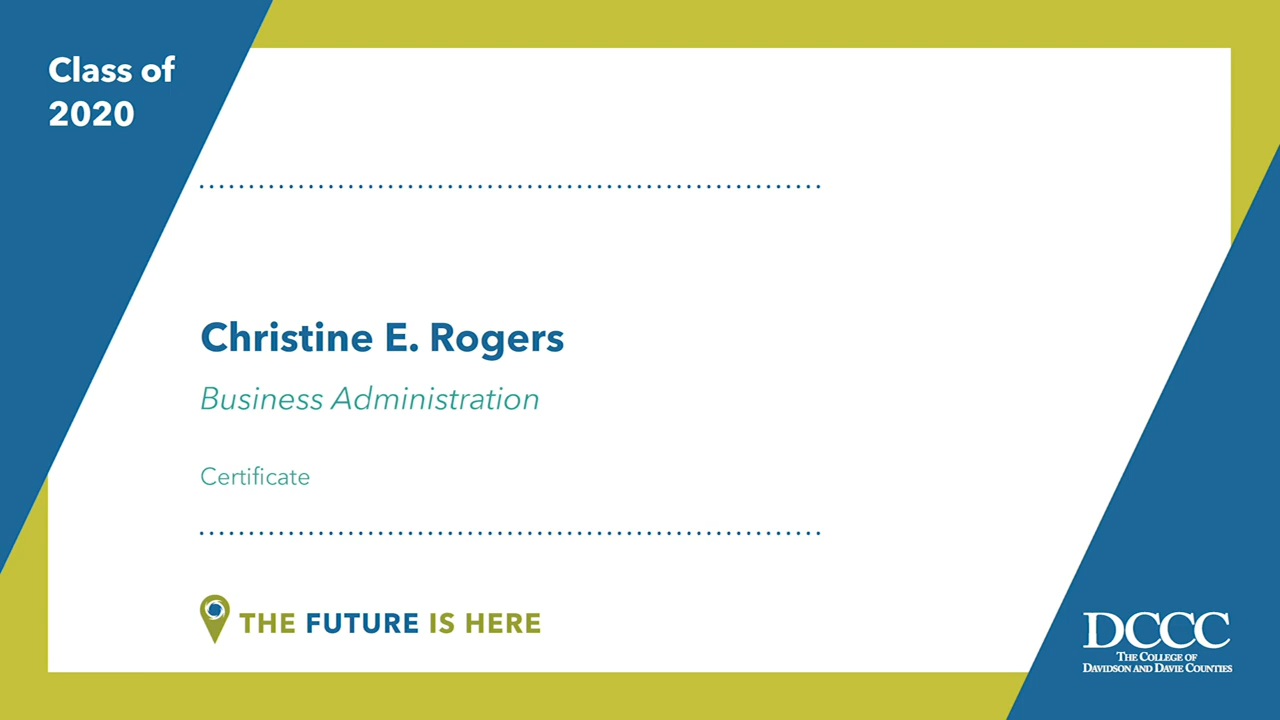 Class of
2020
Christine E. Rogers
Business Administration
Certificate
THE FUTURE IS HERE
DCCC
THE COLLEGE OF
DAVIDSON AND DAVIE COUNTIES